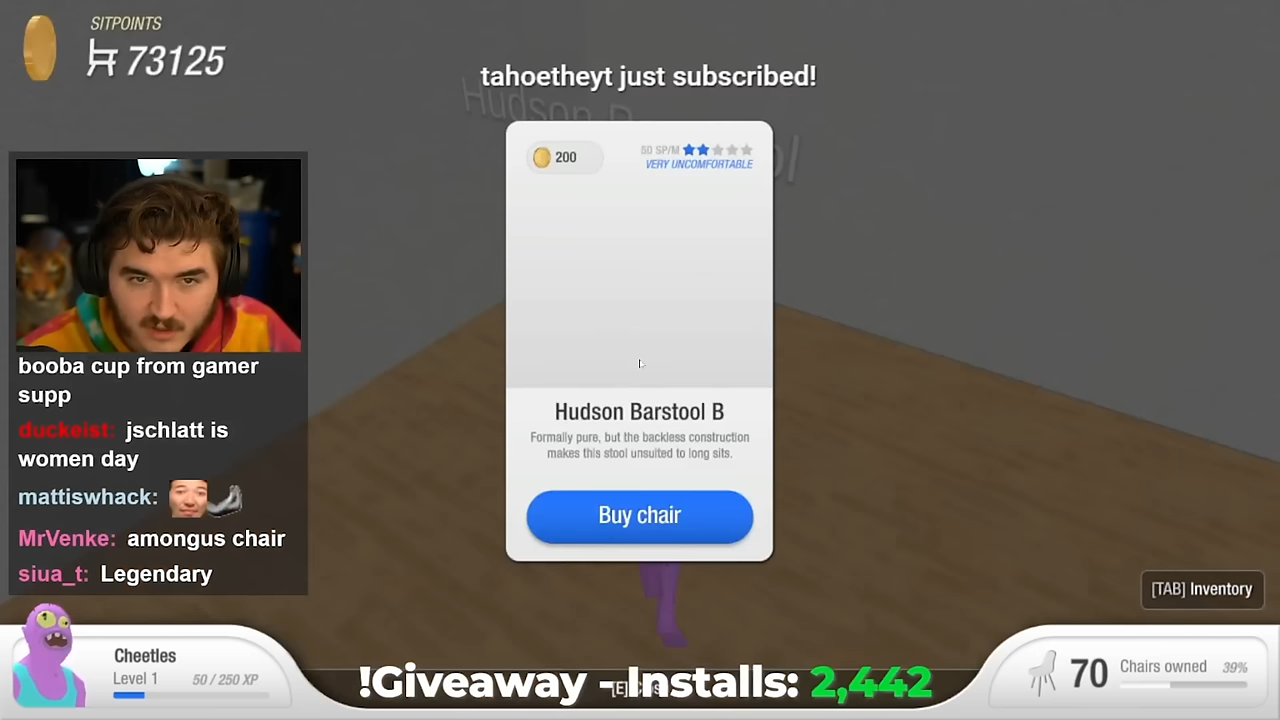 SITPOINTS
73125
tahoetheyt just subscribed!
Hudson B
200
50 SP/M
VERY UNCOMFORTABLE
Hudson Barstool B
Formally pure, but the backless construction
makes this stool unsuited to long sits.
Buy chair
booba cup from gamer
supp
duckeist: jschlatt is
women day
mattiswhack:
MrVenke: amongus chair
siua_t: Legendary
[TAB] Inventory
Cheetles
Level 1
50 / 250 XP
!Giveaway - Installs: 2,442
70 Chairs owned 39%